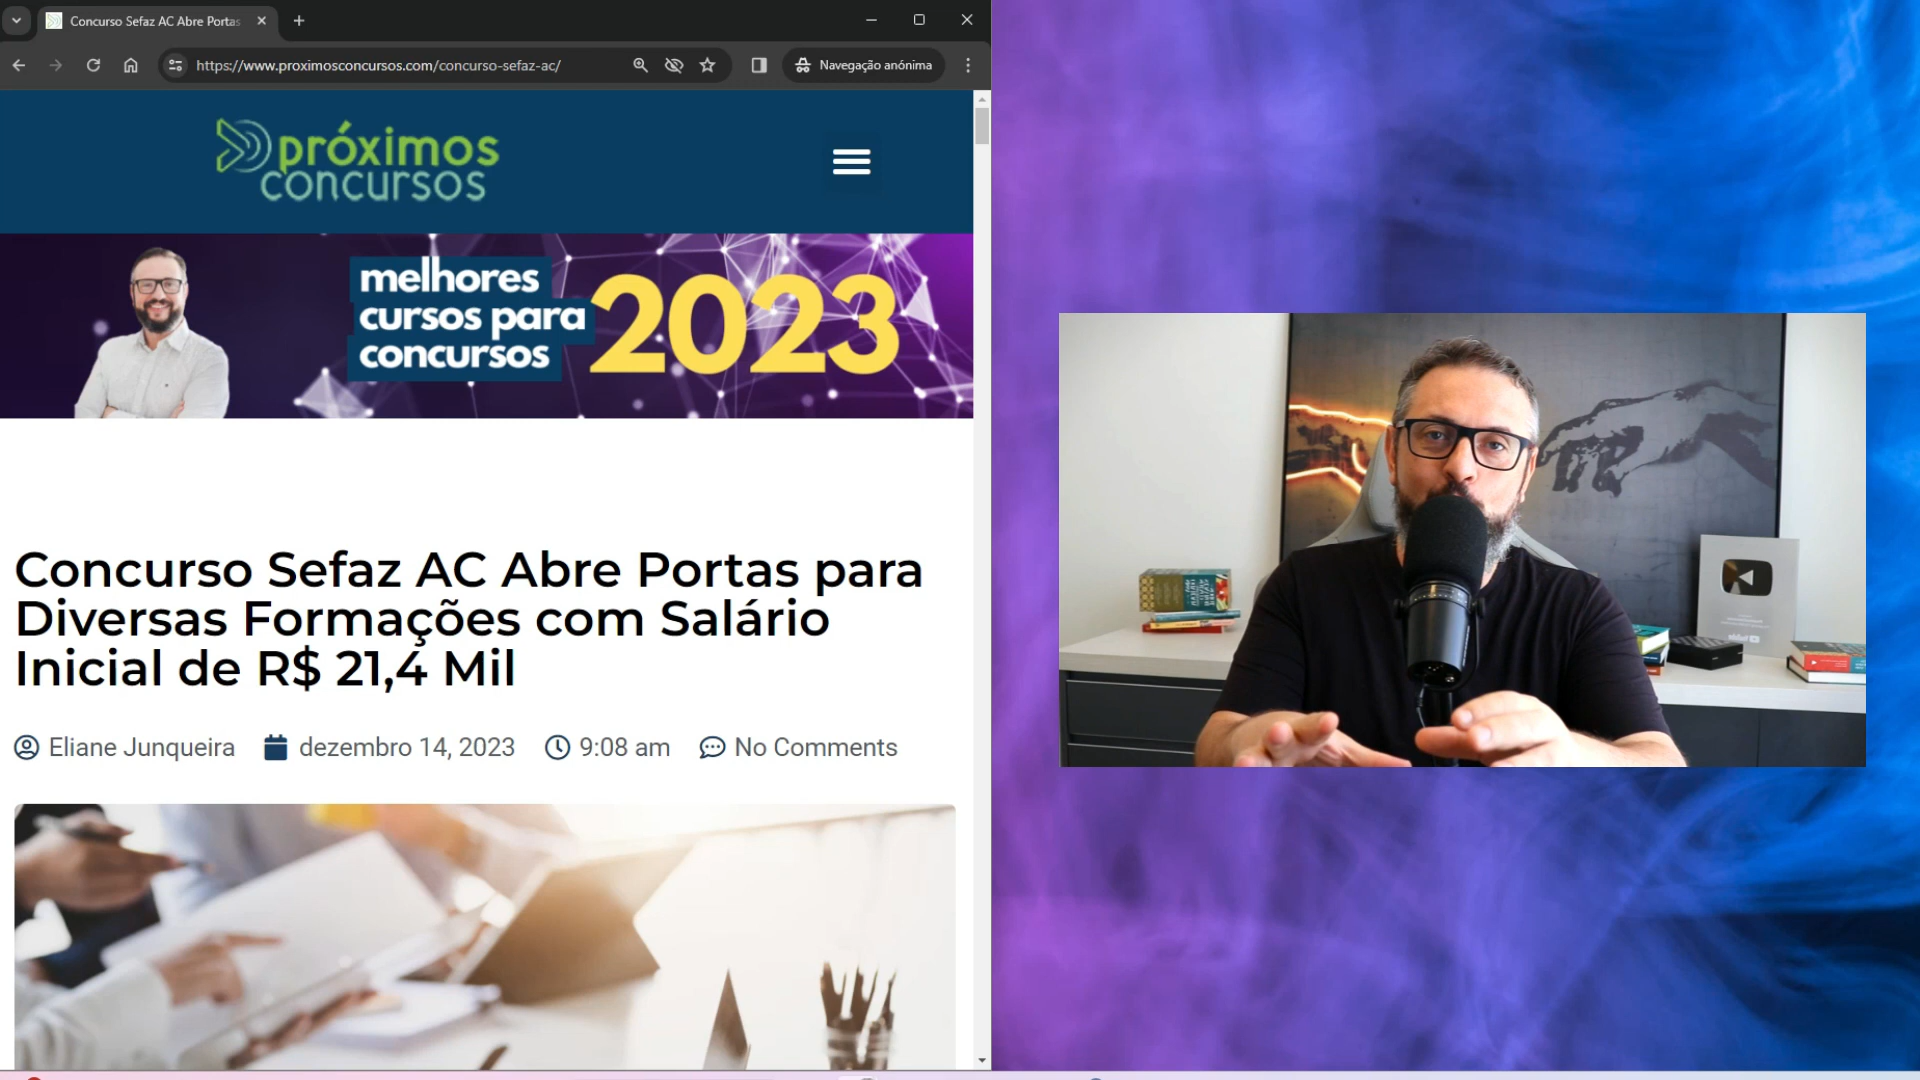 Concurso Sefaz AC Abre Portas
https://www.proximosconcursos.com/concurso-sefaz-ac/
Navegação anónima
próximos
concursos
melhores
cursos para
concursos
2023
Concurso Sefaz AC Abre Portas para
Diversas Formações com Salário
Inicial de R$ 21,4 Mil
Eliane Junqueira dezembro 14, 2023 9:08 am No Comments